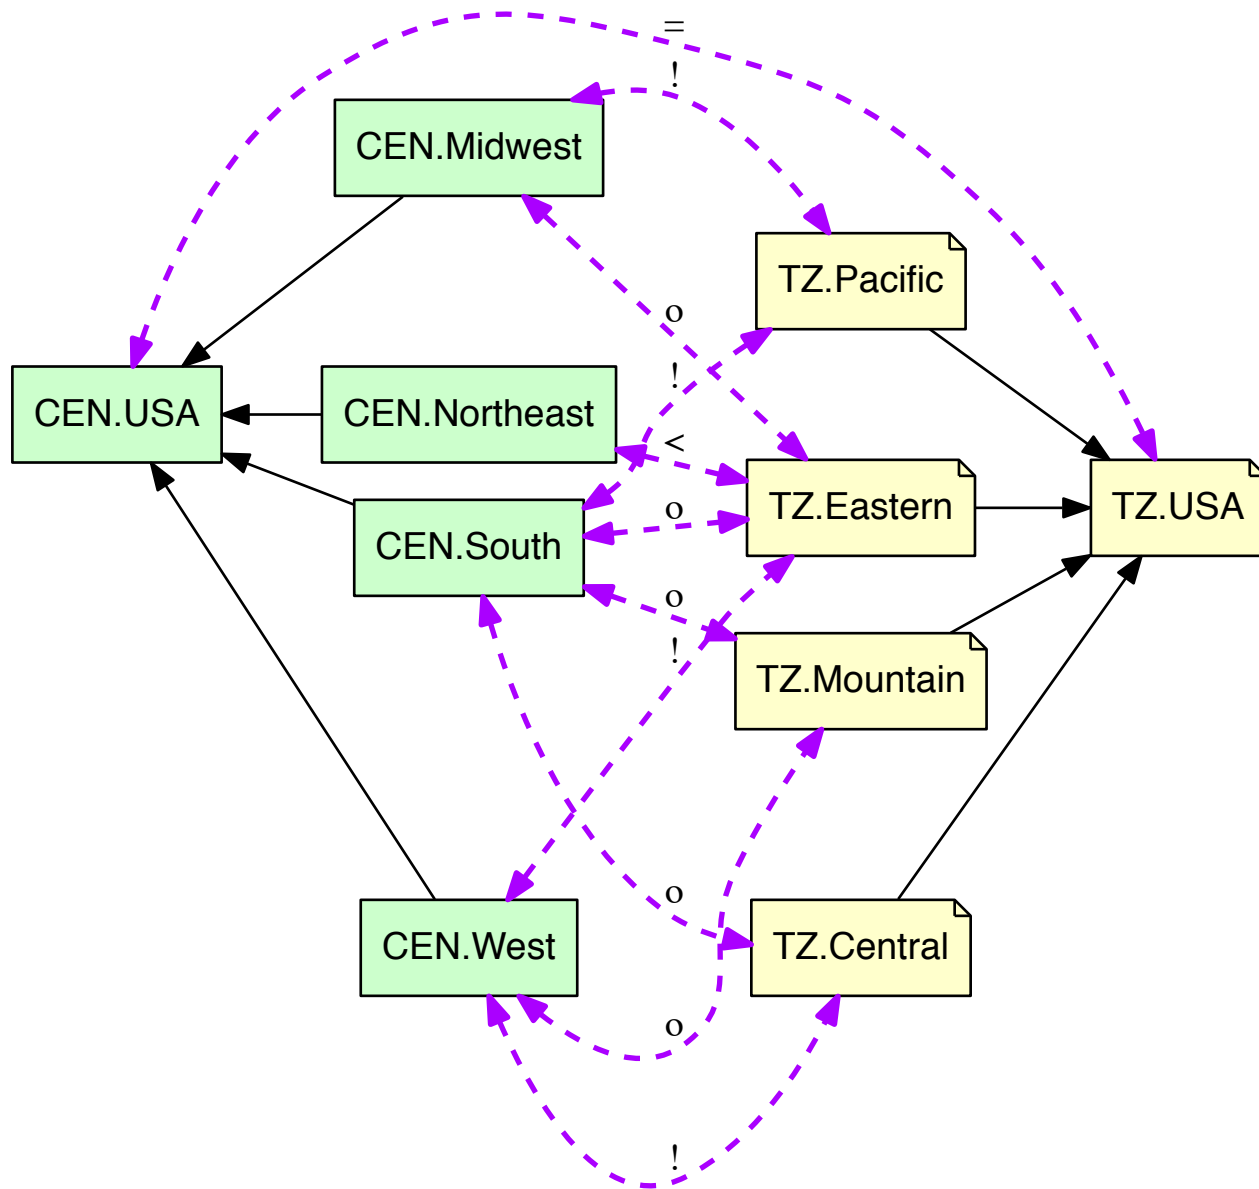 =
!
CEN.Midwest
TZ.Pacific
o
!
CEN.USA
CEN.Northeast
<
TZ.Eastern
TZ.USA
o
CEN.South
o
!
TZ.Mountain
o
CEN.West
TZ.Central
o
!